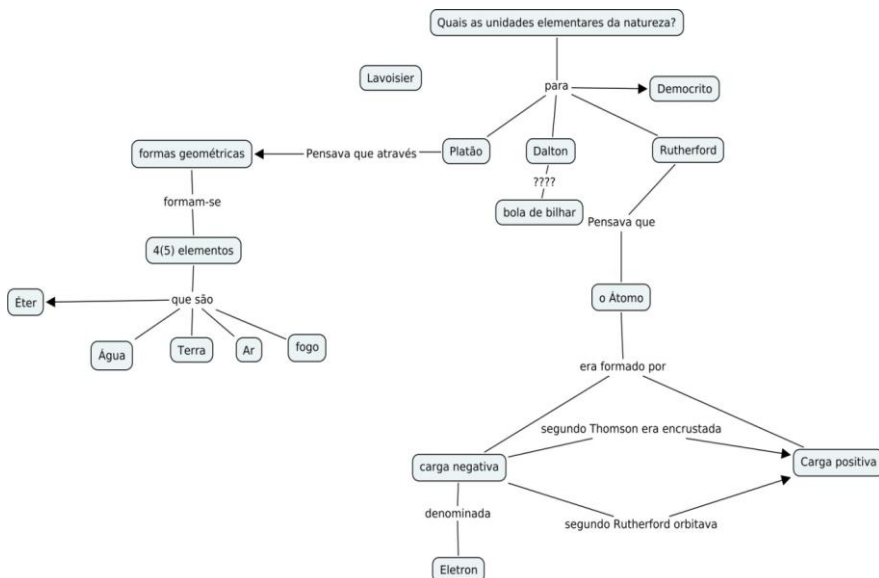 Quais as unidades elementares da natureza?
Lavoisier
para
Democrito
formas geométricas
Pensava que através
Platão
Dalton
Rutherford
????
formam-se
bola de bilhar
Pensava que
4(5) elementos
Éter
que são
o Átomo
Água
Terra
Ar
fogo
era formado por
segundo Thomson era encrustada
carga negativa
Carga positiva
denominada
segundo Rutherford orbitava
Eletron